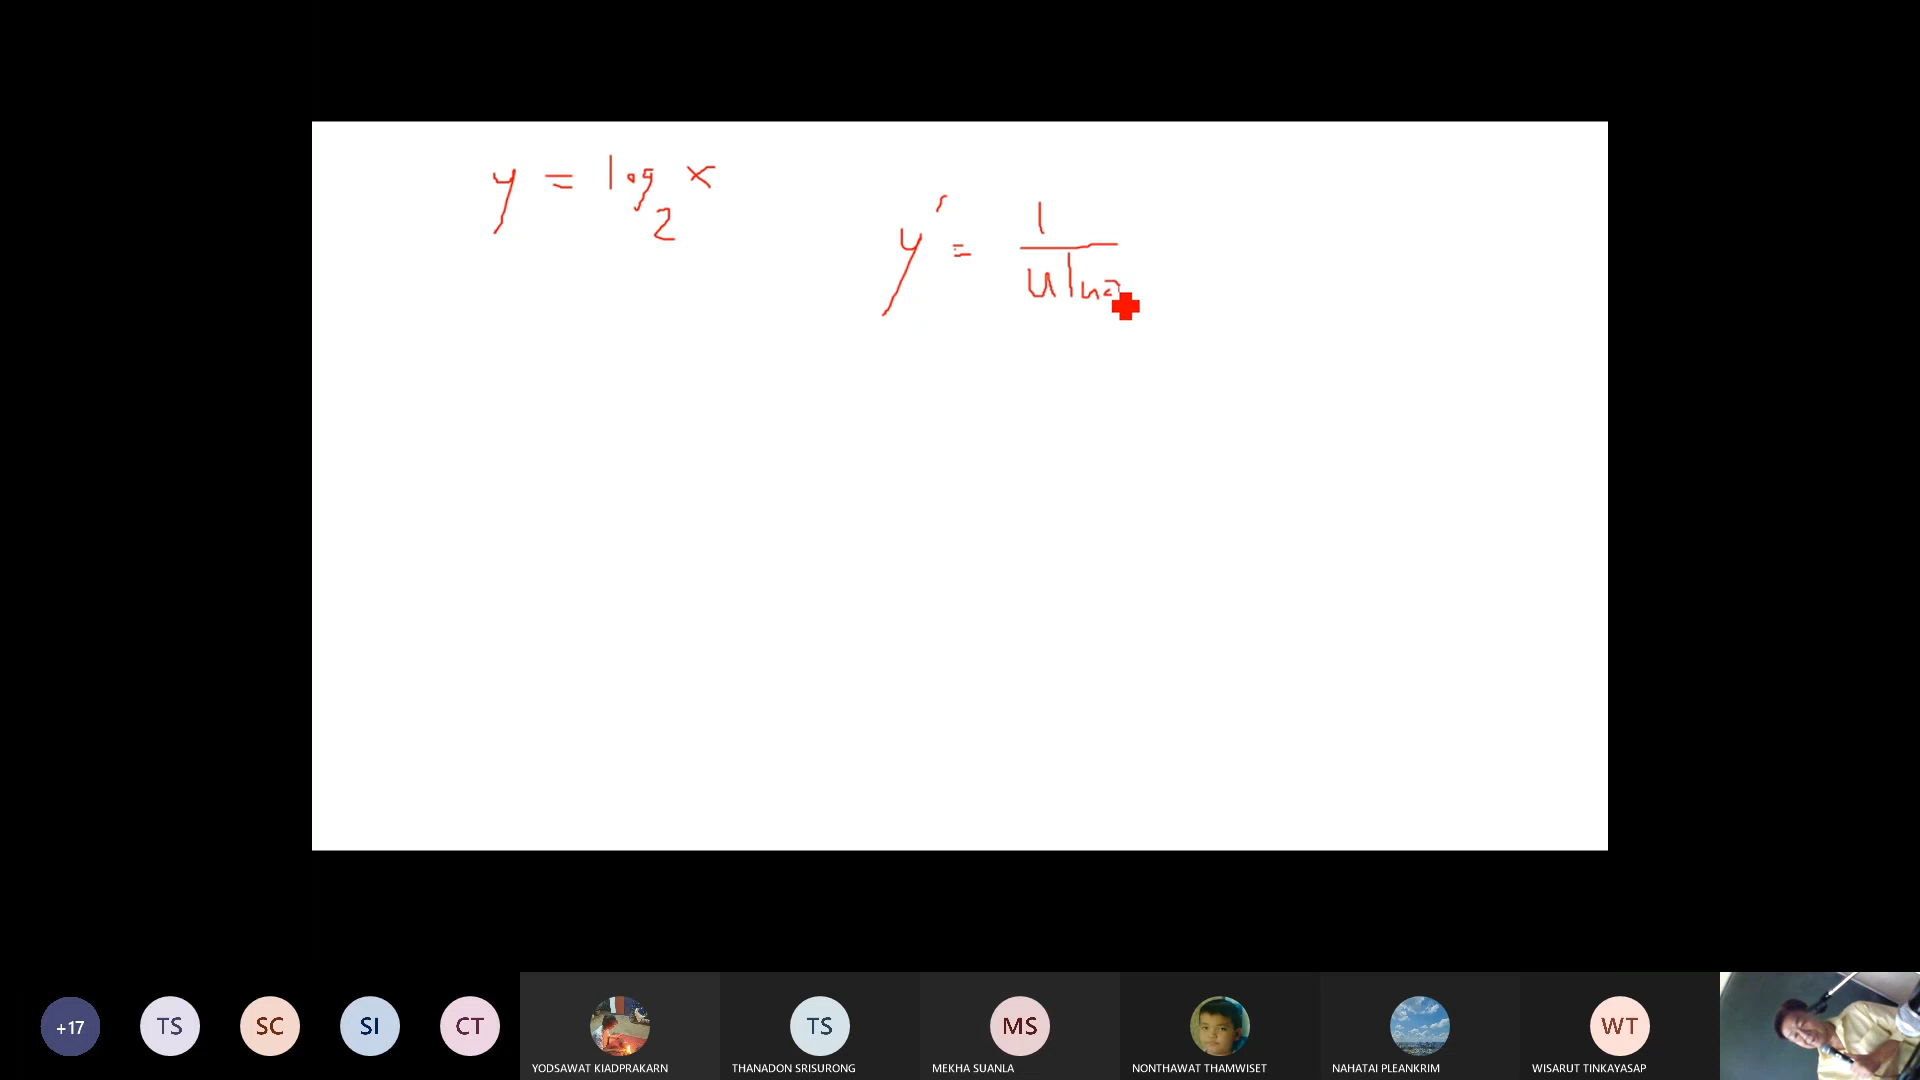 y = log₂ x
y' = 1 / u ln a
+17 TS SC SI CT TS MS WT
YODSAWAT KIADPRAKARN THANADON SRISURONG MEKHA SUANLA NONTHAWAT THAMWISET NAHATAI PLEANKRIM WISARUT TINKAYASAP